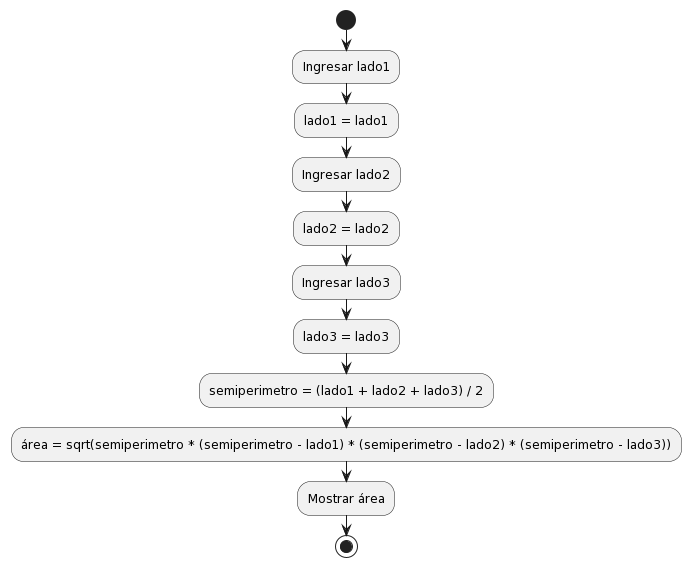 Ingresar lado1
lado1 = lado1
Ingresar lado2
lado2 = lado2
Ingresar lado3
lado3 = lado3
semiperimetro = (lado1 + lado2 + lado3) / 2
área = sqrt(semiperimetro * (semiperimetro - lado1) * (semiperimetro - lado2) * (semiperimetro - lado3))
Mostrar área